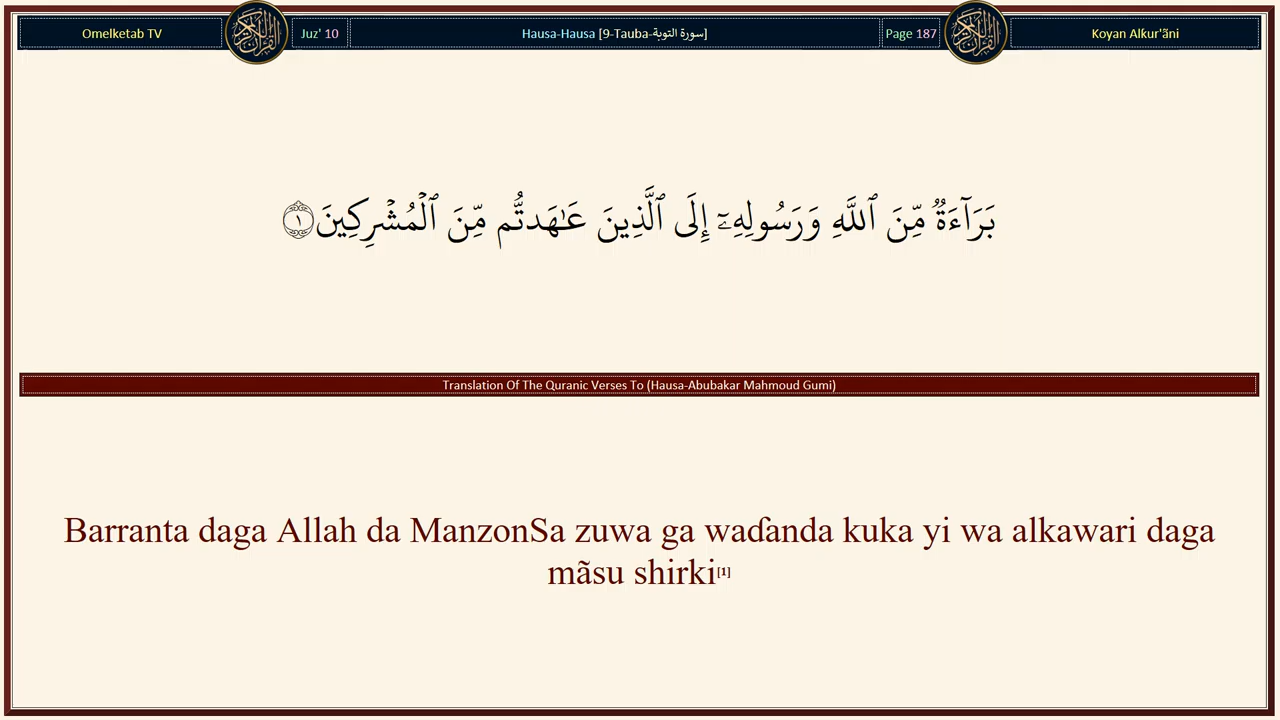 Omelketab TV
Juz' 10
Hausa-Hausa [9-Tauba-سورة التوبة]
Page 187
Koyan Alƙur'ãni
بَرَآءَةٌ مِّنَ ٱللَّهِ وَرَسُولِهِۦٓ إِلَى ٱلَّذِينَ عَـٰهَدتُّم مِّنَ ٱلْمُشْرِكِينَ ١
Translation Of The Quranic Verses To (Hausa-Abubakar Mahmoud Gumi)
Barranta daga Allah da ManzonSa zuwa ga waɗanda kuka yi wa alkawari daga
mãsu shirki[1]